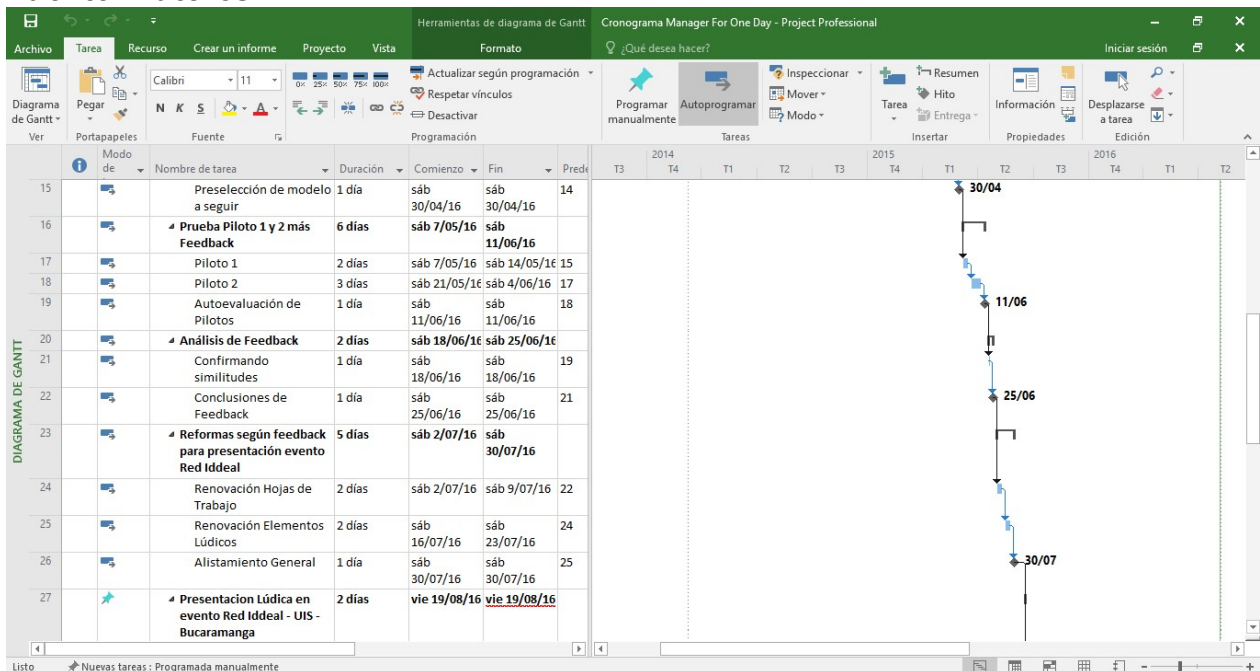 Herramientas de diagrama de Gantt Cronograma Manager For One Day - Project Professional
Archivo Tarea Recurso Crear un informe Proyecto Vista Formato ¿Qué desea hacer? Iniciar sesión
Diagrama de Gantt
Ver
Pegar
Portapapeles
Calibri 11
0× 25× 50× 75× 100×
N K S A
Fuente
Actualizar según programación
Respetar vínculos
Desactivar
Programación
Programar manualmente
Autoprogramar
Inspeccionar
Mover
Modo
Tareas
Tarea
Resumen
Hito
Entrega
Insertar
Información
Propiedades
Desplazarse a tarea
Edición
Modo de Nombre de tarea Duración Comienzo Fin Prede
2014 2015 2016
T3 T4 T1 T2 T3 T4 T1 T2 T3 T4 T1 T2
DIAGRAMA DE GANTT
15 Preselección de modelo 1 día sáb sáb 14
a seguir 30/04/16 30/04/16
16 Prueba Piloto 1 y 2 más 6 días sáb 7/05/16 sáb
Feedback 11/06/16
17 Piloto 1 2 días sáb 7/05/16 sáb 14/05/16 15
18 Piloto 2 3 días sáb 21/05/16 sáb 4/06/16 17
19 Autoevaluación de 1 día sáb sáb 18
Pilotos 11/06/16 11/06/16
20 Análisis de Feedback 2 días sáb 18/06/16 sáb 25/06/16
21 Confirmando 1 día sáb sáb 19
similitudes 18/06/16 18/06/16
22 Conclusiones de 1 día sáb sáb 21
Feedback 25/06/16 25/06/16
23 Reformas según feedback 5 días sáb 2/07/16 sáb
para presentación evento 30/07/16
Red Iddeal
24 Renovación Hojas de 2 días sáb 2/07/16 sáb 9/07/16 22
Trabajo
25 Renovación Elementos 2 días sáb sáb 24
Lúdicos 16/07/16 23/07/16
26 Alistamiento General 1 día sáb sáb 25
30/07/16 30/07/16
27 Presentacion Lúdica en 2 días vie 19/08/16 vie 19/08/16
evento Red Iddeal - UIS -
Bucaramanga
30/04
11/06
25/06
30/07
Listo Nuevas tareas : Programada manualmente